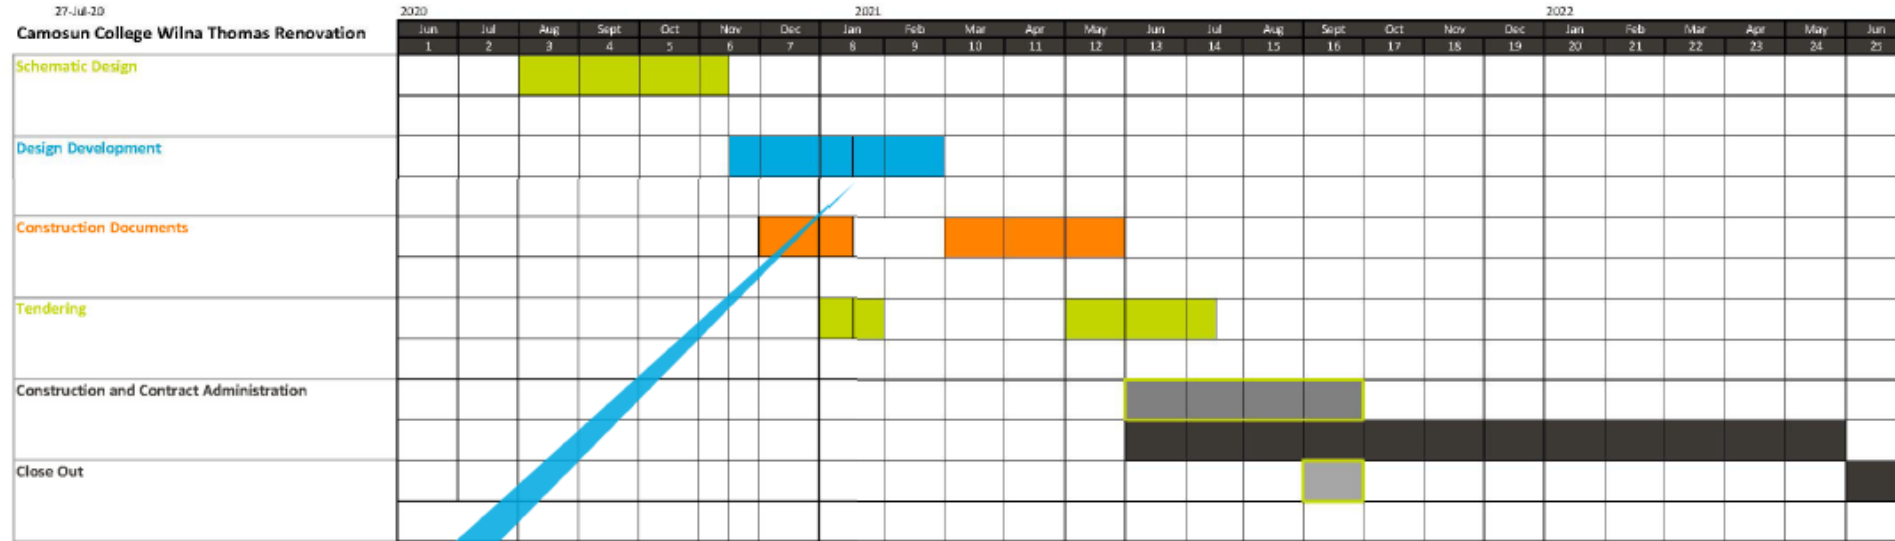 27-Jul-20 2020 2021 2022
Camosun College Wilna Thomas Renovation Jun Jul Aug Sept Oct Nov Dec Jan Feb Mar Apr May Jun Jul Aug Sept Oct Nov Dec Jan Feb Mar Apr May Jun
1 2 3 4 5 6 7 8 9 10 11 12 13 14 15 16 17 18 19 20 21 22 23 24 25
Schematic Design
Design Development
Construction Documents
Tendering
Construction and Contract Administration
Close Out